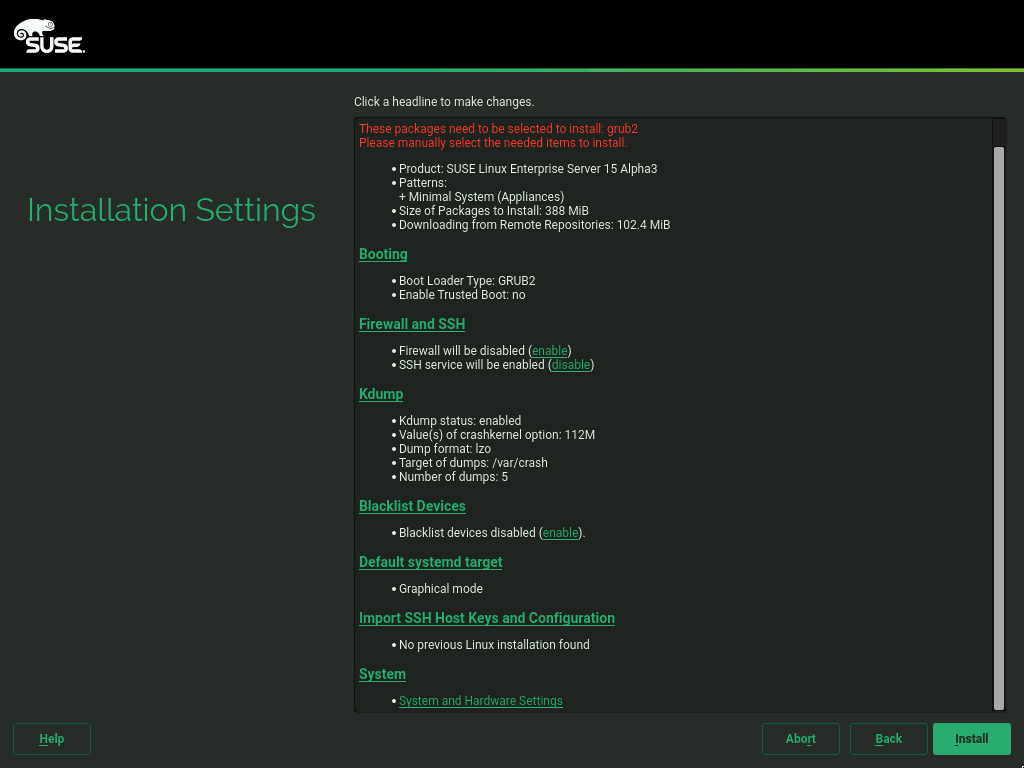 SUSE.
Click a headline to make changes.
Installation Settings
These packages need to be selected to install: grub2
Please manually select the needed items to install.
• Product: SUSE Linux Enterprise Server 15 Alpha3
• Patterns:
+ Minimal System (Appliances)
• Size of Packages to Install: 388 MiB
• Downloading from Remote Repositories: 102.4 MiB
Booting
• Boot Loader Type: GRUB2
• Enable Trusted Boot: no
Firewall and SSH
• Firewall will be disabled (enable)
• SSH service will be enabled (disable)
Kdump
• Kdump status: enabled
• Value(s) of crashkernel option: 112M
• Dump format: lzo
• Target of dumps: /var/crash
• Number of dumps: 5
Blacklist Devices
• Blacklist devices disabled (enable).
Default systemd target
• Graphical mode
Import SSH Host Keys and Configuration
• No previous Linux installation found
System
• System and Hardware Settings
Help
Abort
Back
Install